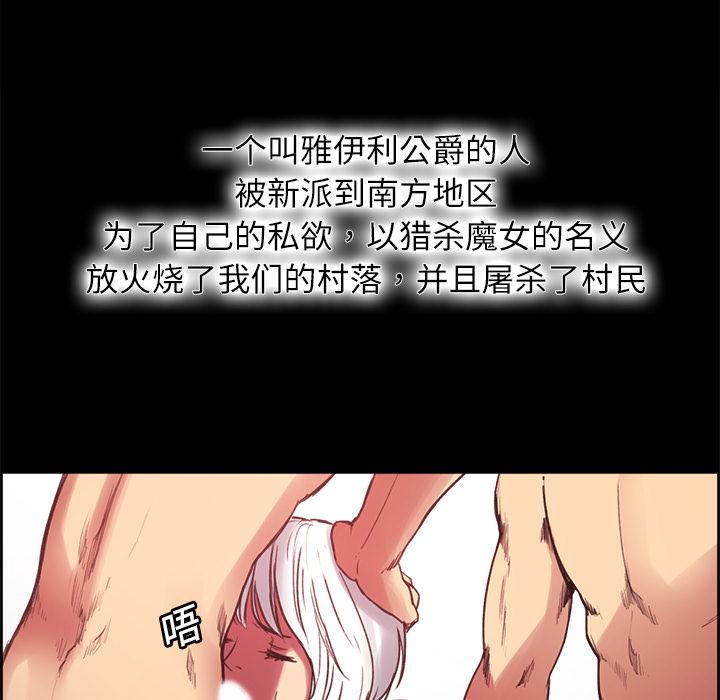 一个叫雅伊利公爵的人
被新派到南方地区
为了自己的私欲，以猎杀魔女的名义
放火烧了我们的村落，并且屠杀了村民
唔